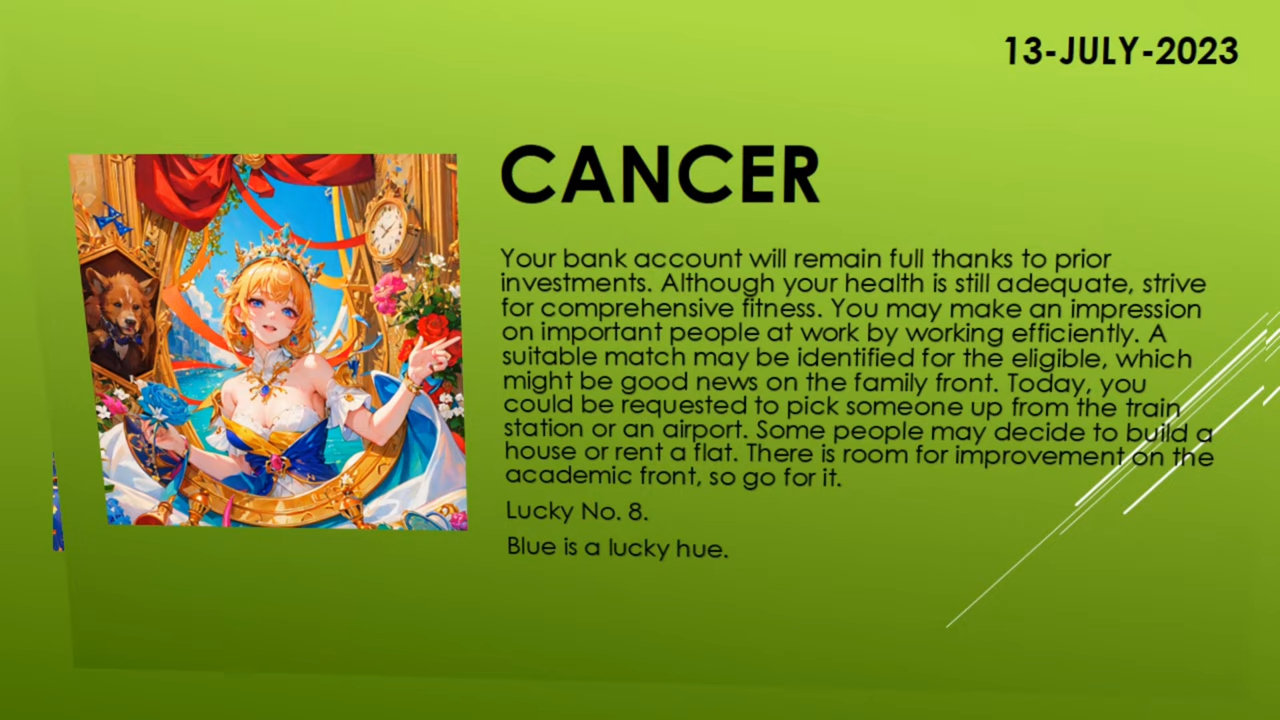 13-JULY-2023
CANCER
Your bank account will remain full thanks to prior
investments. Although your health is still adequate, strive
for comprehensive fitness. You may make an impression
on important people at work by working efficiently. A
suitable match may be identified for the eligible, which
might be good news on the family front. Today, you
could be requested to pick someone up from the train
station or an airport. Some people may decide to build a
house or rent a flat. There is room for improvement on the
academic front, so go for it.
Lucky No. 8.
Blue is a lucky hue.